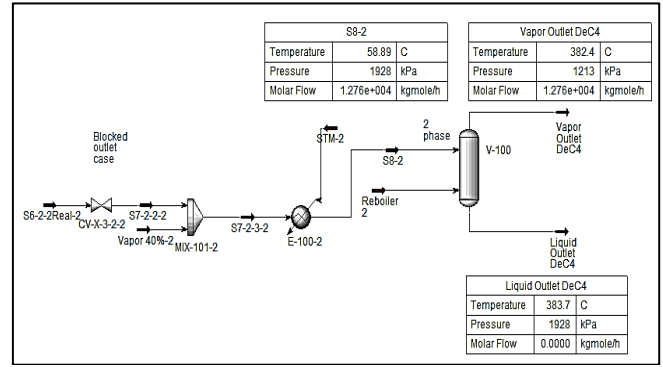 S8-2
Temperature 58.89 C
Pressure 1928 kPa
Molar Flow 1.276e+004 kgmole/h
Vapor Outlet DeC4
Temperature 382.4 C
Pressure 1213 kPa
Molar Flow 1.276e+004 kgmole/h
Blocked
outlet
case
S6-2-2Real-2
CV-X-3-2-2
S7-2-2-2
Vapor 40%-2
MIX-101-2
S7-2-3-2
E-100-2
STM-2
2
phase
S8-2
Reboiler
2
V-100
Vapor
Outlet
DeC4
Liquid
Outlet
DeC4
Liquid Outlet DeC4
Temperature 383.7 C
Pressure 1928 kPa
Molar Flow 0.0000 kgmole/h